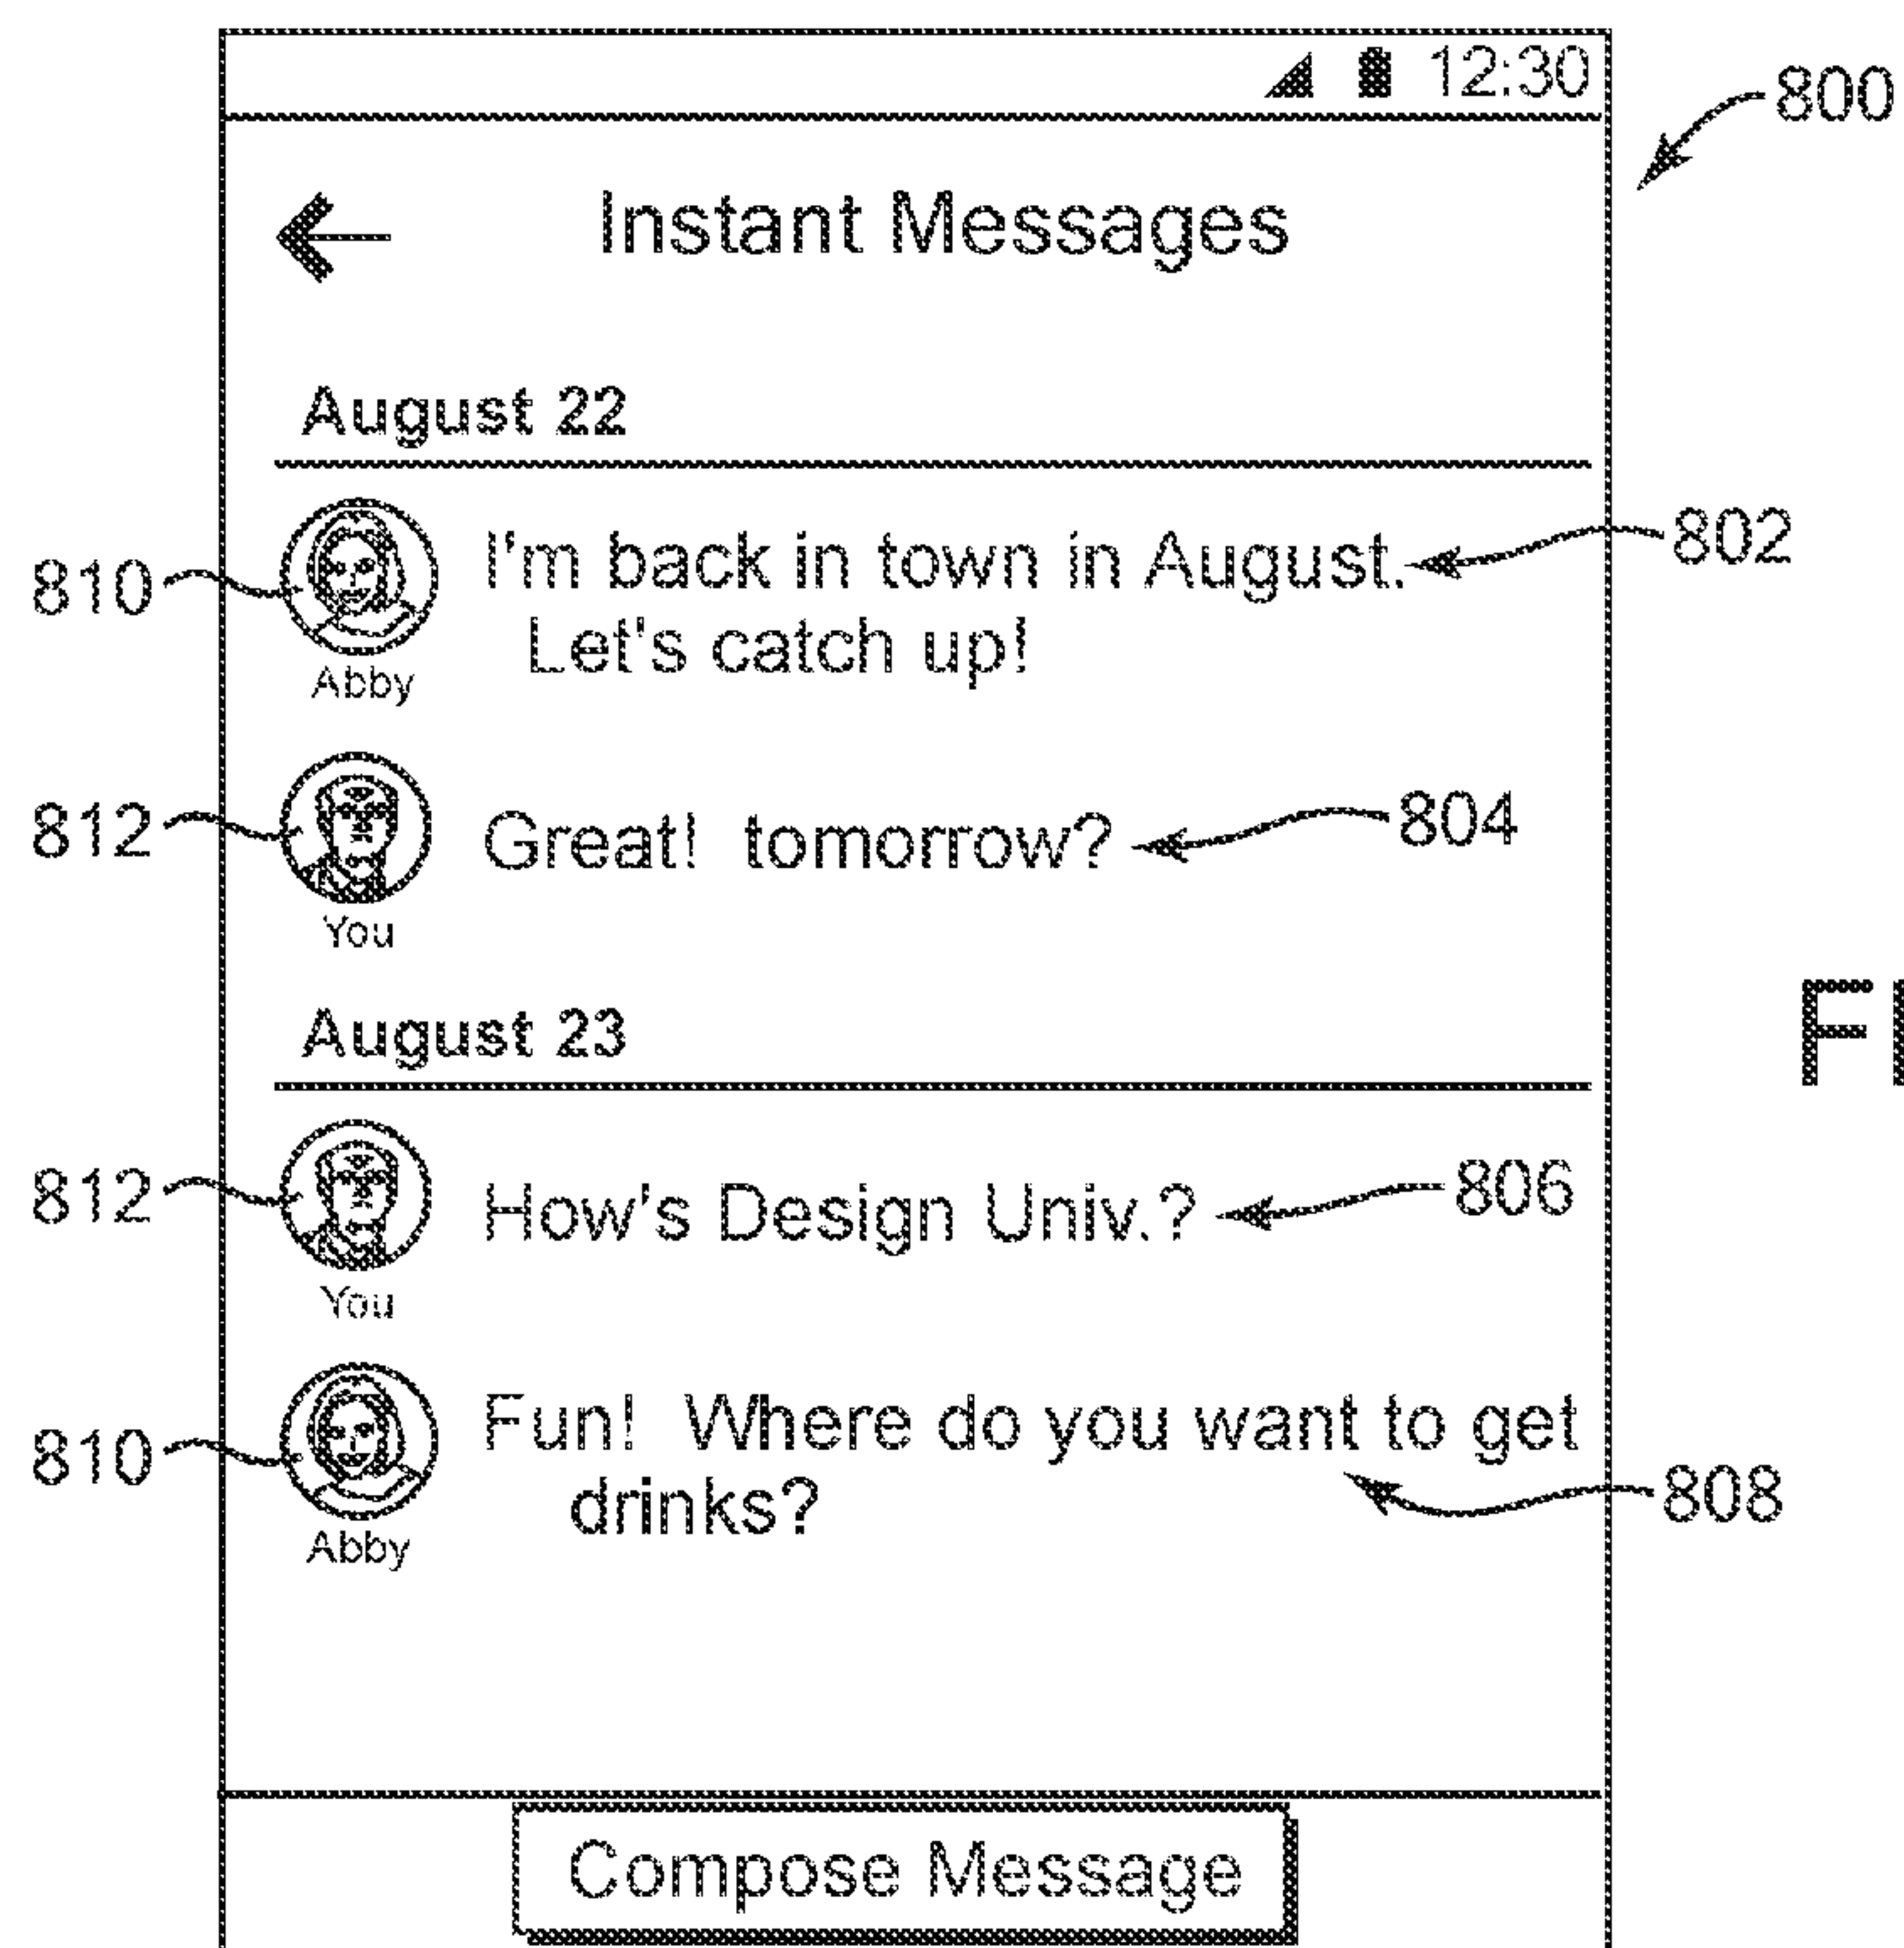 12:30
800
Instant Messages
August 22
810
I'm back in town in August.
802
Let's catch up!
Abby
812
Great! tomorrow?
804
You
August 23
812
How's Design Univ.?
806
You
810
Fun! Where do you want to get
drinks?
808
Abby
Compose Message